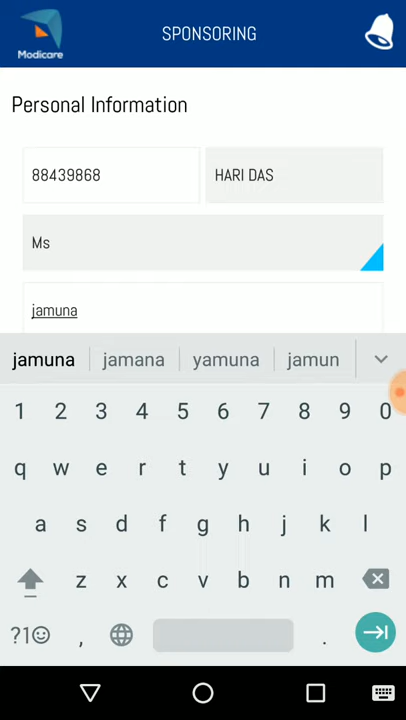 SPONSORING
Modicare
Personal Information
88439868 HARI DAS
Ms
jamuna
jamuna jamana yamuna jamun
1 2 3 4 5 6 7 8 9 0
q w e r t y u i o p
a s d f g h j k l
z x c v b n m
?1☺ , .